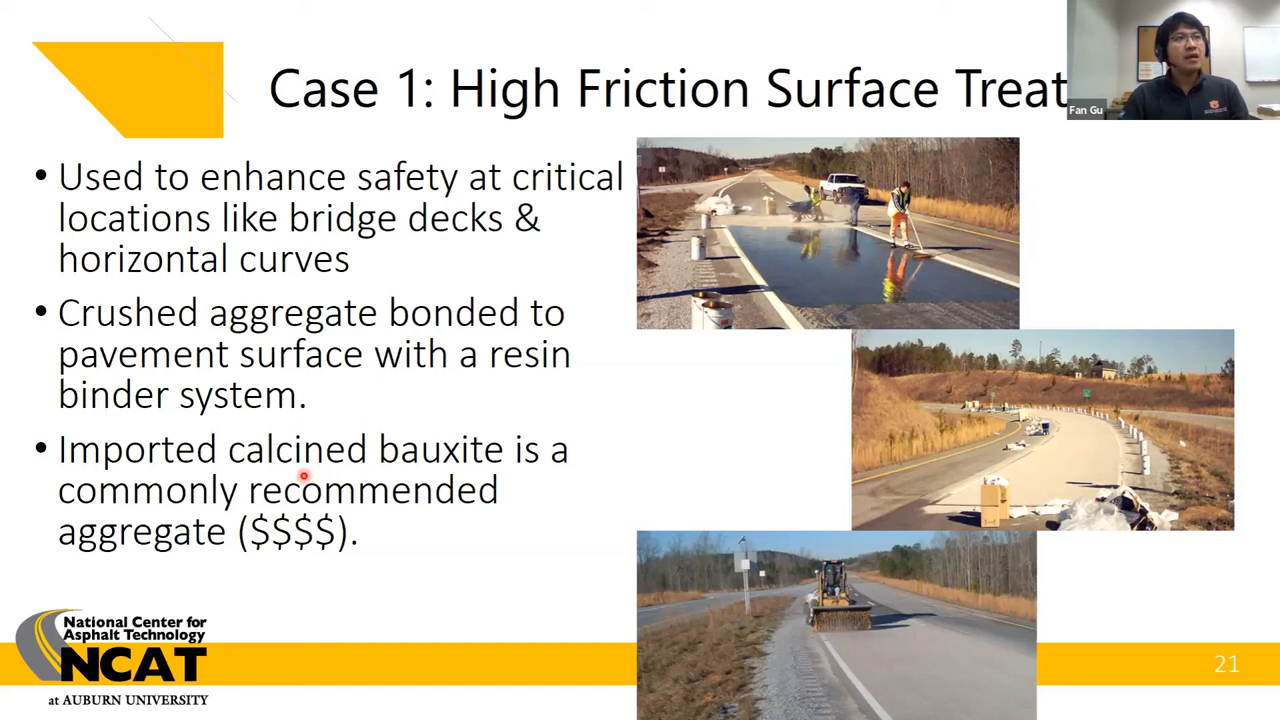 Case 1: High Friction Surface Treat
Fan Gu
• Used to enhance safety at critical
locations like bridge decks &
horizontal curves
• Crushed aggregate bonded to
pavement surface with a resin
binder system.
• Imported calcined bauxite is a
commonly recommended
aggregate ($$$$).
National Center for
Asphalt Technology
NCAT
at AUBURN UNIVERSITY
21